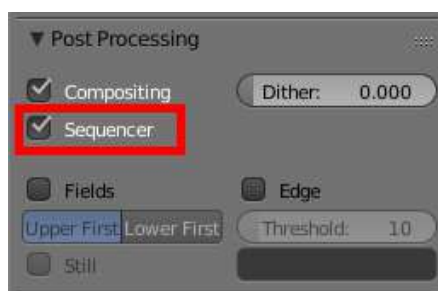 Post Processing
Compositing Dither: 0.000
Sequencer
Fields Edge
Upper First Lower First Threshold: 10
Still